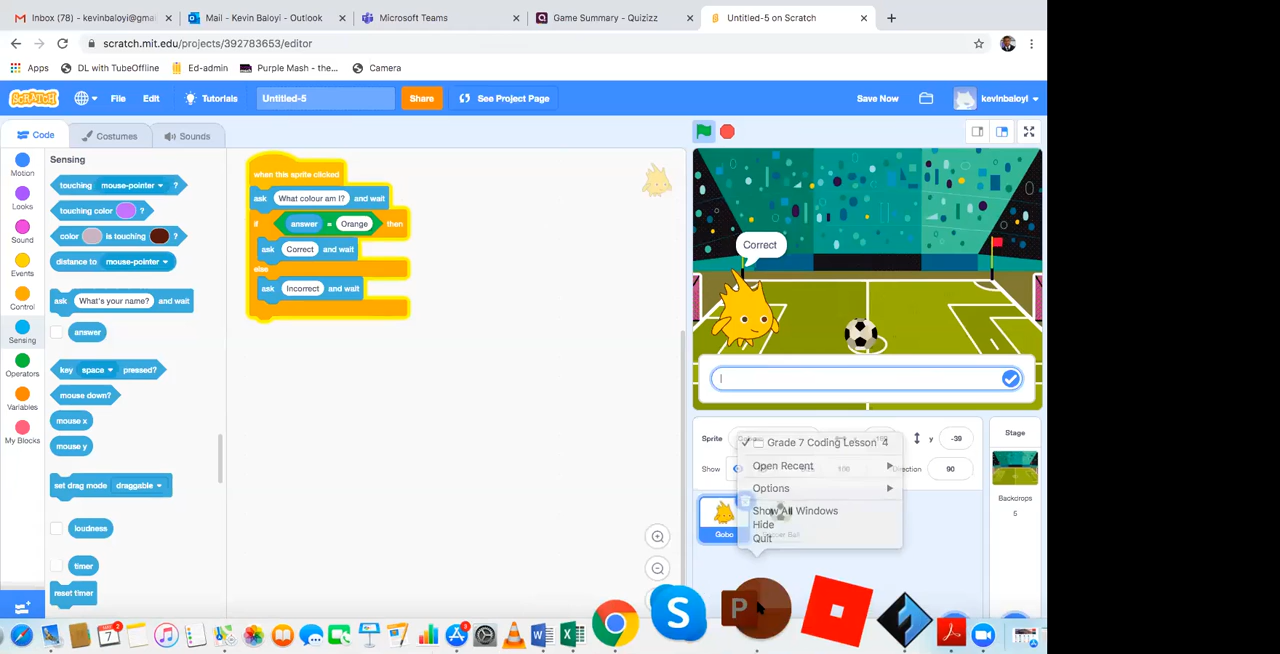 Inbox (78) - kevinbaloyi@gma
Mail - Kevin Baloyi - Outlook
Microsoft Teams
Game Summary - Quizizz
Untitled-5 on Scratch
scratch.mit.edu/projects/392783653/editor
Apps
DL with TubeOffline
Ed-admin
Purple Mash - the...
Camera
SCRATCH
File
Edit
Tutorials
Untitled-5
Share
See Project Page
Save Now
kevinbaloyi
Code
Costumes
Sounds
Motion
Looks
Sound
Events
Control
Sensing
Operators
Variables
My Blocks
Sensing
touching mouse-pointer ?
touching color ?
color is touching ?
distance to mouse-pointer
ask What's your name? and wait
answer
key space pressed?
mouse down?
mouse x
mouse y
set drag mode draggable
loudness
timer
reset timer
when this sprite clicked
ask What colour am I? and wait
if answer = Orange then
ask Correct and wait
else
ask Incorrect and wait
Correct
Sprite
y -39
Show
100
Direction 90
Grade 7 Coding Lesson 4
Open Recent
Options
Show All Windows
Hide
Quit
Gobo
Ball
Stage
Backdrops
5
7
2
3
W
X
S
P